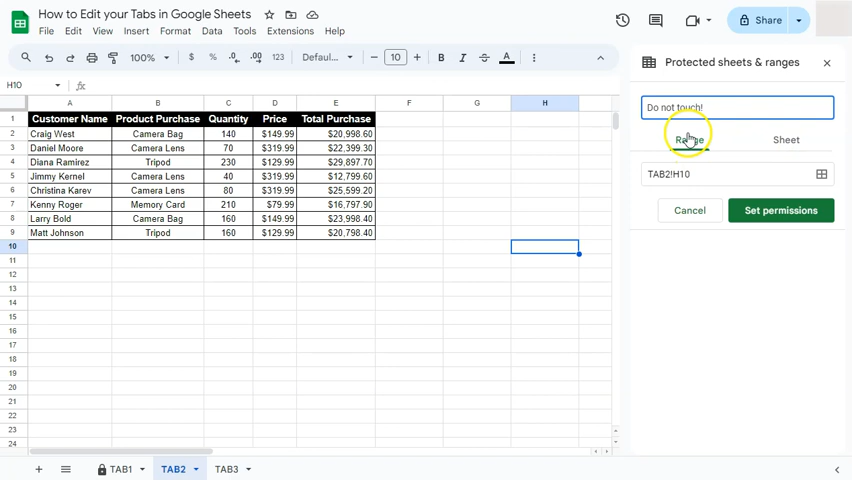 How to Edit your Tabs in Google Sheets
File Edit View Insert Format Data Tools Extensions Help
Share
100% $ % .0 .00 123 Defaul... 10 B I A
H10 fx
A B C D E F G H
1 Customer Name Product Purchase Quantity Price Total Purchase
2 Craig West Camera Bag 140 $149.99 $20,998.60
3 Daniel Moore Camera Lens 70 $319.99 $22,399.30
4 Diana Ramirez Tripod 230 $129.99 $29,897.70
5 Jimmy Kernel Camera Lens 60 $319.99 $19,199.40
6 Christina Karev Camera Lens 80 $319.99 $25,599.20
7 Kenny Roger Memory Card 210 $79.99 $16,797.90
8 Larry Bold Camera Bag 160 $149.99 $23,998.40
9 Matt Johnson Tripod 160 $129.99 $20,798.40
10
11
12
13
14
15
16
17
18
19
20
21
22
23
24
TAB1 TAB2 TAB3
Protected sheets & ranges
Do not touch!
Range Sheet
TAB2!H10
Cancel Set permissions